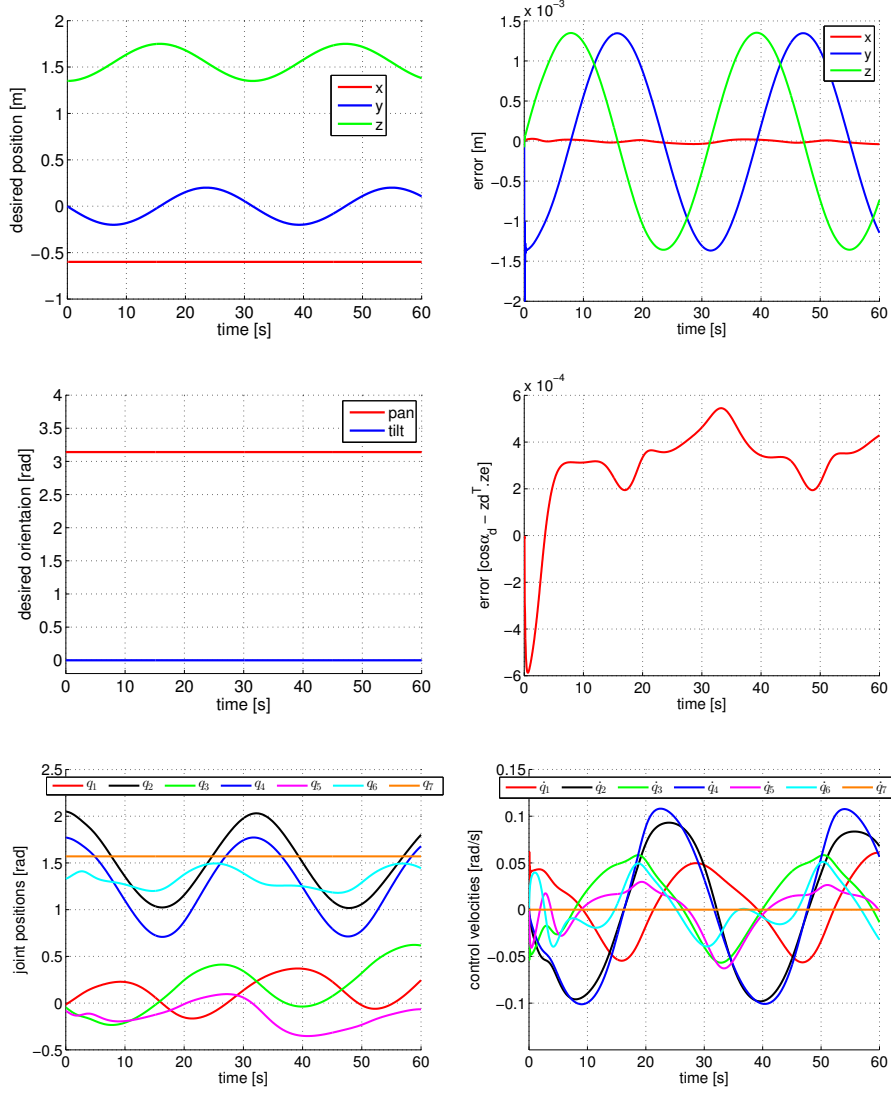 2
1.5
1
0.5
0
−0.5
−1
0 10 20 30 40 50 60
time [s]
desired position [m]
x
y
z
x 10⁻³
1.5
1
0.5
0
−0.5
−1
−1.5
−2
0 10 20 30 40 50 60
time [s]
error [m]
x
y
z
4
3.5
3
2.5
2
1.5
1
0.5
0
0 10 20 30 40 50 60
time [s]
desired orientaion [rad]
pan
tilt
x 10⁻⁴
6
4
2
0
−2
−4
−6
0 10 20 30 40 50 60
time [s]
error [cosα_d − zd^T.ze]
2.5
2
1.5
1
0.5
0
−0.5
0 10 20 30 40 50 60
time [s]
joint positions [rad]
q₁ q₂ q₃ q₄ q₅ q₆ q₇
0.15
0.1
0.05
0
−0.05
−0.1
0 10 20 30 40 50 60
time [s]
control velocities [rad/s]
q̇₁ q̇₂ q̇₃ q̇₄ q̇₅ q̇₆ q̇₇